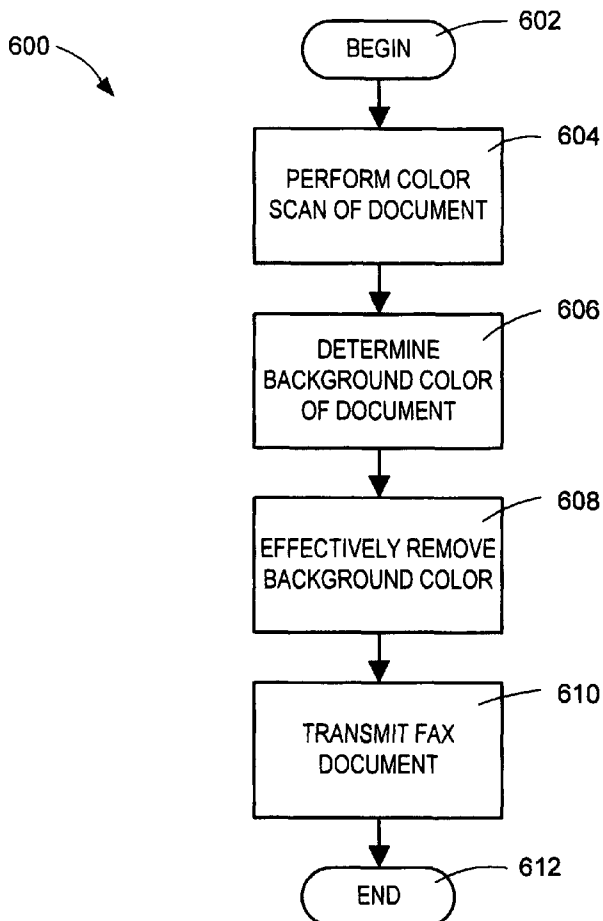 602
BEGIN
600
604
PERFORM COLOR
SCAN OF DOCUMENT
606
DETERMINE
BACKGROUND COLOR
OF DOCUMENT
608
EFFECTIVELY REMOVE
BACKGROUND COLOR
610
TRANSMIT FAX
DOCUMENT
612
END